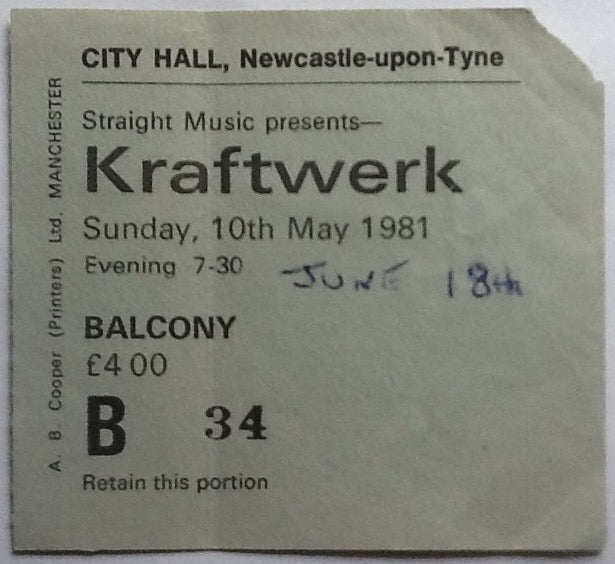 CITY HALL, Newcastle-upon-Tyne
Straight Music presents—
Kraftwerk
Sunday, 10th May 1981
Evening 7-30
JUNE 18th
BALCONY
£4 00
B 34
Retain this portion
A. B. Cooper (Printers) Ltd. MANCHESTER